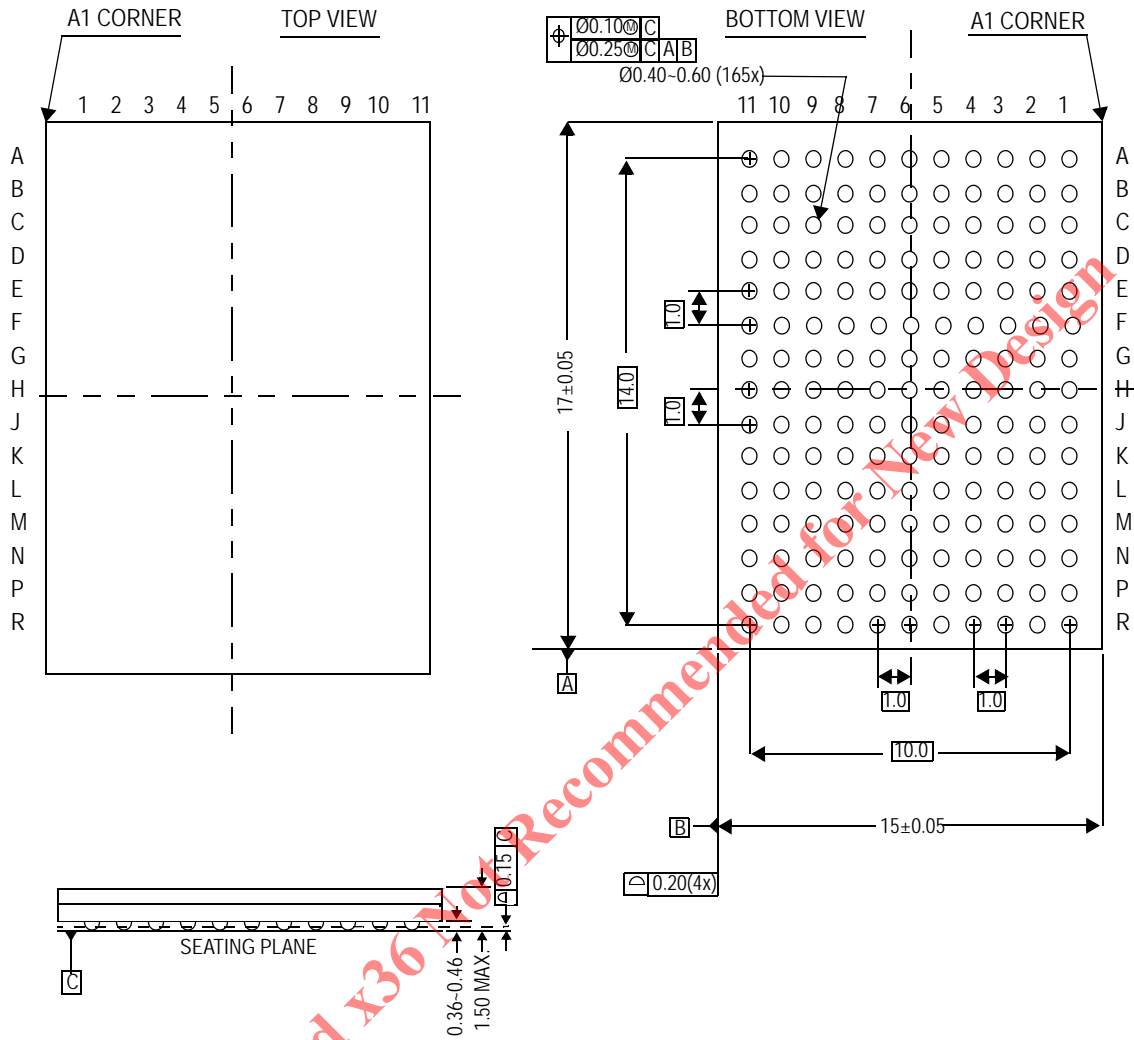 A1 CORNER
TOP VIEW
1 2 3 4 5 6 7 8 9 10 11
A
B
C
D
E
F
G
H
J
K
L
M
N
P
R
Ø0.10Ⓜ C
Ø0.25Ⓜ C A B
Ø0.40~0.60 (165x)
BOTTOM VIEW
A1 CORNER
11 10 9 8 7 6 5 4 3 2 1
A
B
C
D
E
F
G
H
J
K
L
M
N
P
R
17±0.05
14.0
1.0
1.0
A
1.0
1.0
10.0
B
15±0.05
0.20(4x)
0.15 C
SEATING PLANE
C
0.36~0.46
1.50 MAX.
d x36 Not Recommended for New Design